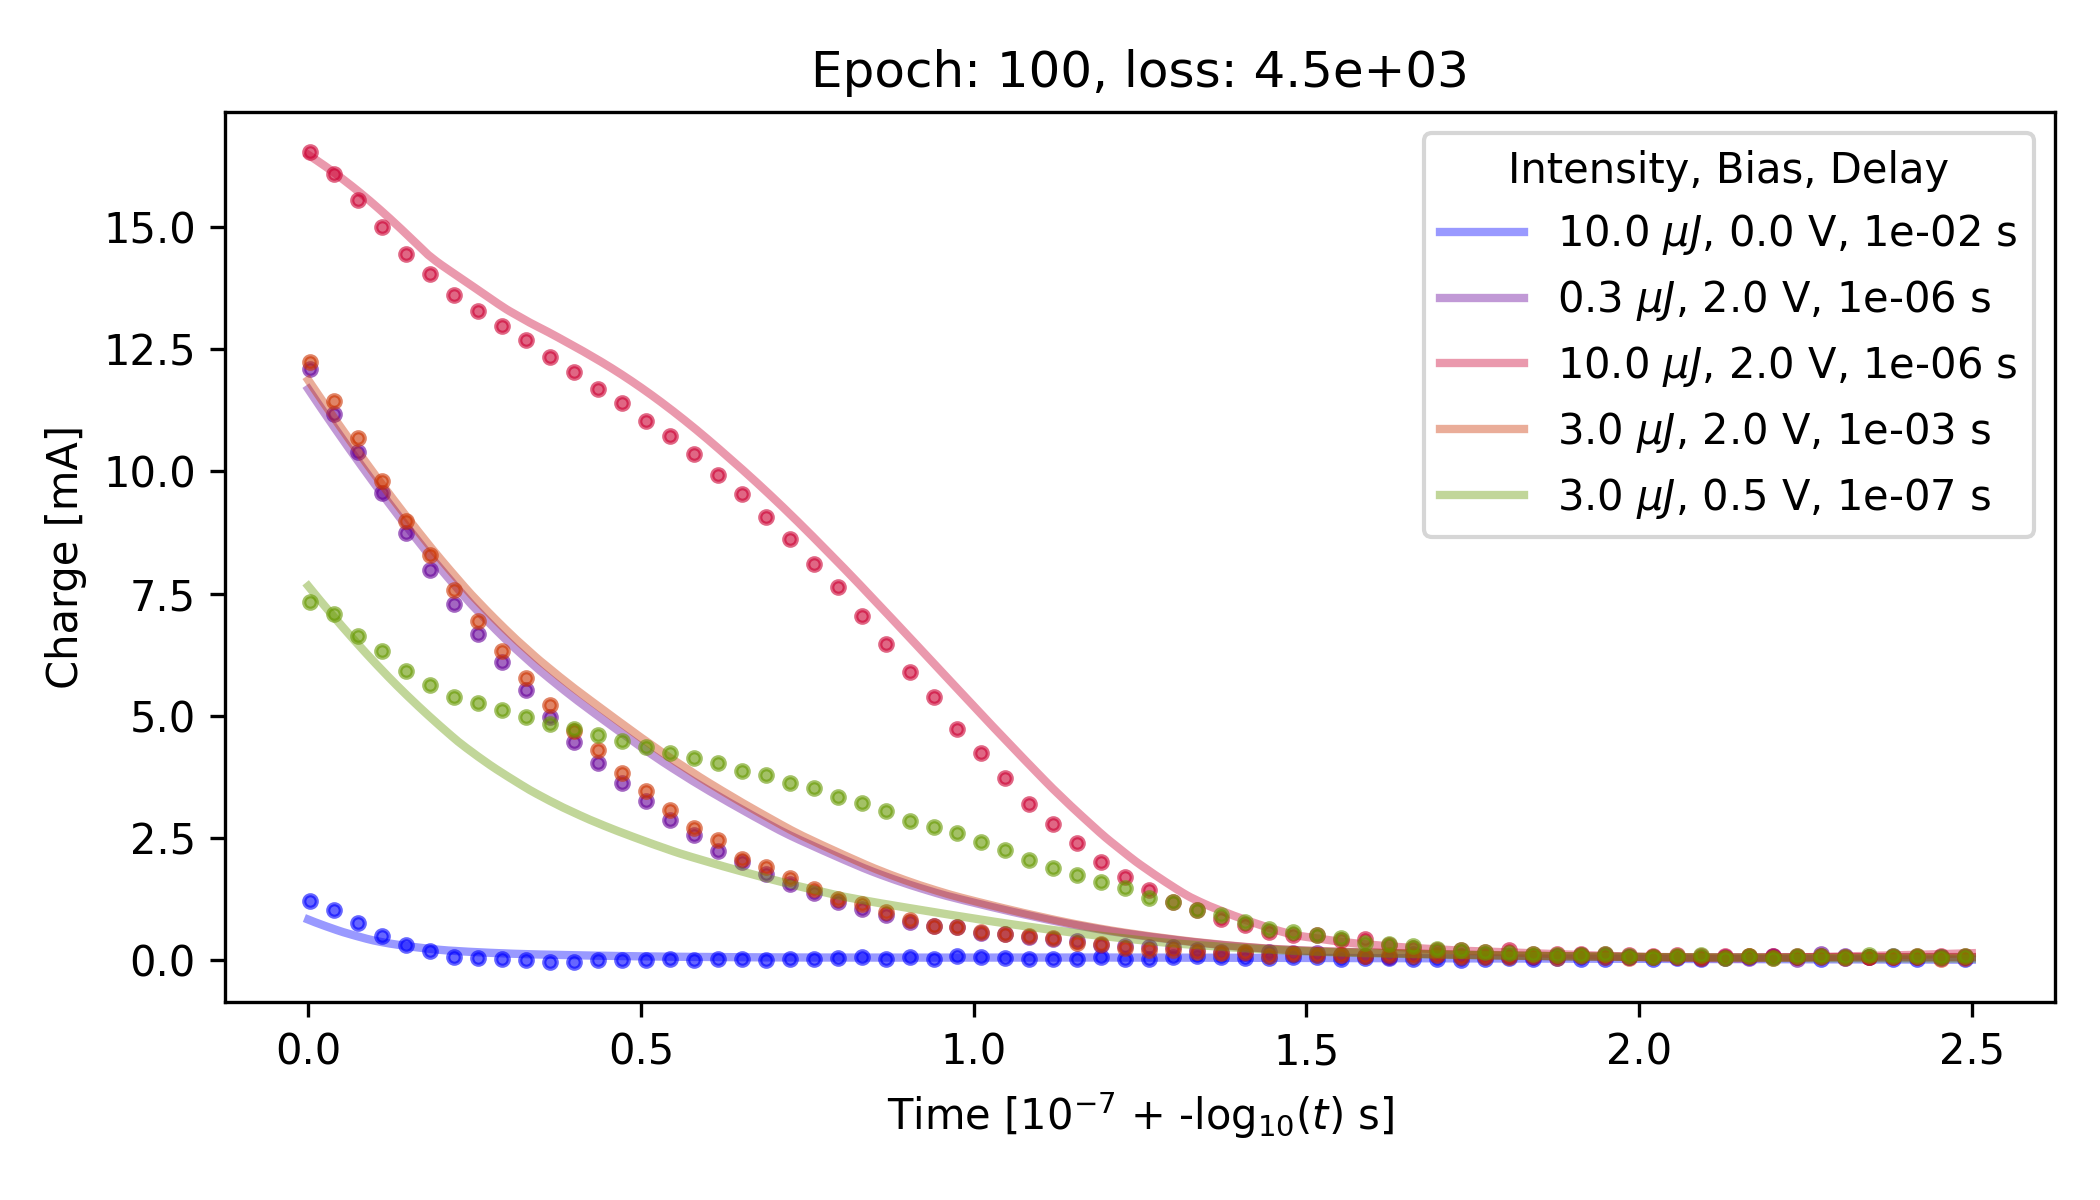 Epoch: 100, loss: 4.5e+03
Charge [mA]
15.0
12.5
10.0
7.5
5.0
2.5
0.0
Intensity, Bias, Delay
10.0 μJ, 0.0 V, 1e-02 s
0.3 μJ, 2.0 V, 1e-06 s
10.0 μJ, 2.0 V, 1e-06 s
3.0 μJ, 2.0 V, 1e-03 s
3.0 μJ, 0.5 V, 1e-07 s
0.0 0.5 1.0 1.5 2.0 2.5
Time [10⁻⁷ + -log₁₀(t) s]